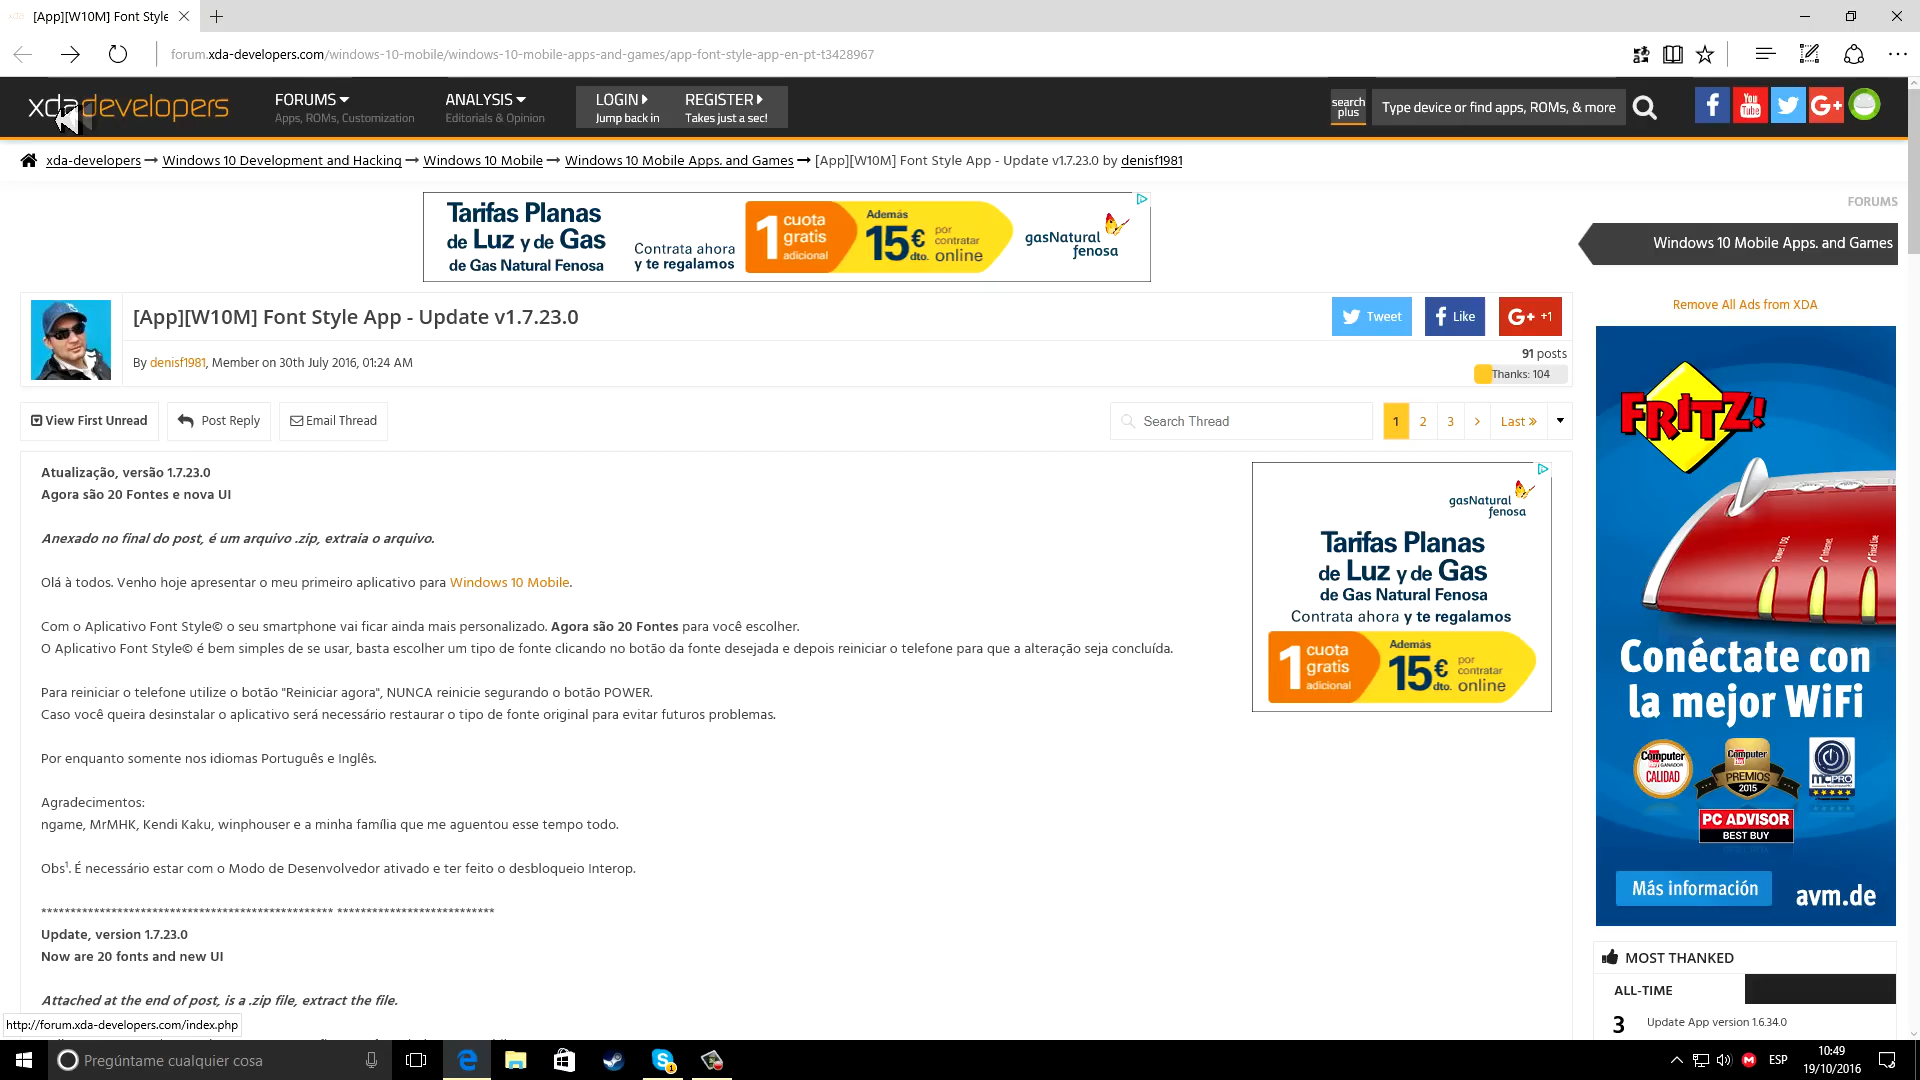 [App][W10M] Font Style
forum.xda-developers.com/windows-10-mobile/windows-10-mobile-apps-and-games/app-font-style-app-en-pt-t3428967
xdadevelopers
FORUMS
Apps, ROMs, Customization
ANALYSIS
Editorials & Opinion
LOGIN
Jump back in
REGISTER
Takes just a sec!
search
plus
Type device or find apps, ROMs, & more
You
Tube
G+
xda-developers → Windows 10 Development and Hacking → Windows 10 Mobile → Windows 10 Mobile Apps. and Games → [App][W10M] Font Style App - Update v1.7.23.0 by denisf1981
FORUMS
Windows 10 Mobile Apps. and Games
Tarifas Planas
de Luz y de Gas
de Gas Natural Fenosa
Contrata ahora
y te regalamos
1 cuota
gratis
adicional
Además
15€
dto.
por
contratar
online
gasNatural
fenosa
Remove All Ads from XDA
[App][W10M] Font Style App - Update v1.7.23.0
Tweet
Like
G+ +1
By denisf1981, Member on 30th July 2016, 01:24 AM
91 posts
Thanks: 104
View First Unread
Post Reply
Email Thread
Search Thread
1
2
3
>
Last »
Atualização, versão 1.7.23.0
Agora são 20 Fontes e nova UI
Anexado no final do post, é um arquivo .zip, extraia o arquivo.
Olá à todos. Venho hoje apresentar o meu primeiro aplicativo para Windows 10 Mobile.
Com o Aplicativo Font Style© o seu smartphone vai ficar ainda mais personalizado. Agora são 20 Fontes para você escolher.
O Aplicativo Font Style© é bem simples de se usar, basta escolher um tipo de fonte clicando no botão da fonte desejada e depois reiniciar o telefone para que a alteração seja concluída.
Para reiniciar o telefone utilize o botão "Reiniciar agora", NUNCA reinicie segurando o botão POWER.
Caso você queira desinstalar o aplicativo será necessário restaurar o tipo de fonte original para evitar futuros problemas.
Por enquanto somente nos idiomas Português e Inglês.
Agradecimentos:
ngame, MrMHK, Kendi Kaku, winphouser e a minha família que me aguentou esse tempo todo.
Obs¹. É necessário estar com o Modo de Desenvolvedor ativado e ter feito o desbloqueio Interop.
************************************************** ***************************
Update, version 1.7.23.0
Now are 20 fonts and new UI
Attached at the end of post, is a .zip file, extract the file.
gasNatural
fenosa
Tarifas Planas
de Luz y de Gas
de Gas Natural Fenosa
Contrata ahora y te regalamos
1 cuota
gratis
adicional
Además
15€
dto.
por
contratar
online
FRITZ!
Power / DSL
Internet
Fixed Line
Conéctate con
la mejor WiFi
Computer
CALIDAD
Computer
PREMIOS
2015
MCPRO
PC ADVISOR
BEST BUY
Más información
avm.de
MOST THANKED
ALL-TIME
3 Update App version 1.6.34.0
http://forum.xda-developers.com/index.php
Pregúntame cualquier cosa
1
ESP
10:49
19/10/2016